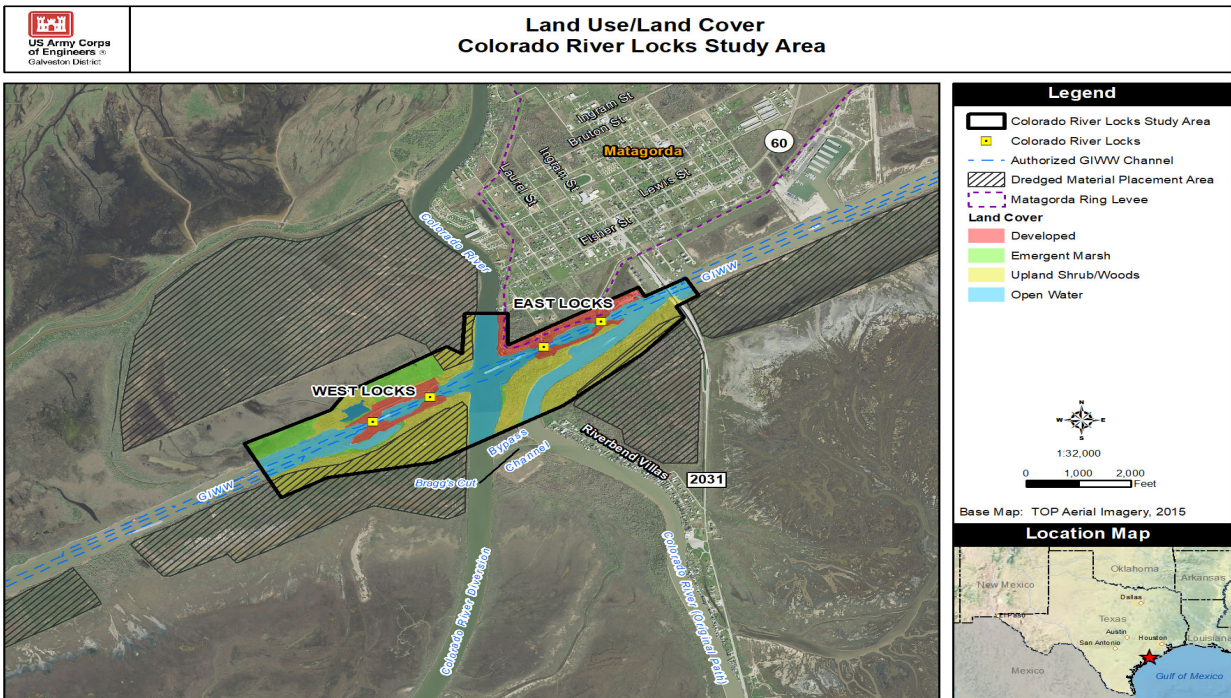 US Army Corps
of Engineers ®
Galveston District
Land Use/Land Cover
Colorado River Locks Study Area
Ingram St
Bruton St
Matagorda
60
Laurel St
Ingram St
Lewis St
Fisher St
Colorado River
GIWW
EAST LOCKS
WEST LOCKS
GIWW
Bypass
Channel
Bragg's Cut
Riverbend Villas
2031
Colorado River Diversion
Colorado River (Original Path)
Legend
Colorado River Locks Study Area
Colorado River Locks
Authorized GIWW Channel
Dredged Material Placement Area
Matagorda Ring Levee
Land Cover
Developed
Emergent Marsh
Upland Shrub/Woods
Open Water
N
W E
S
1:32,000
0 1,000 2,000
Feet
Base Map: TOP Aerial Imagery, 2015
Location Map
New Mexico
Oklahoma
Arkansas
Dallas
El Paso
Texas
Austin
San Antonio
Houston
Louisiana
Mexico
Gulf of Mexico